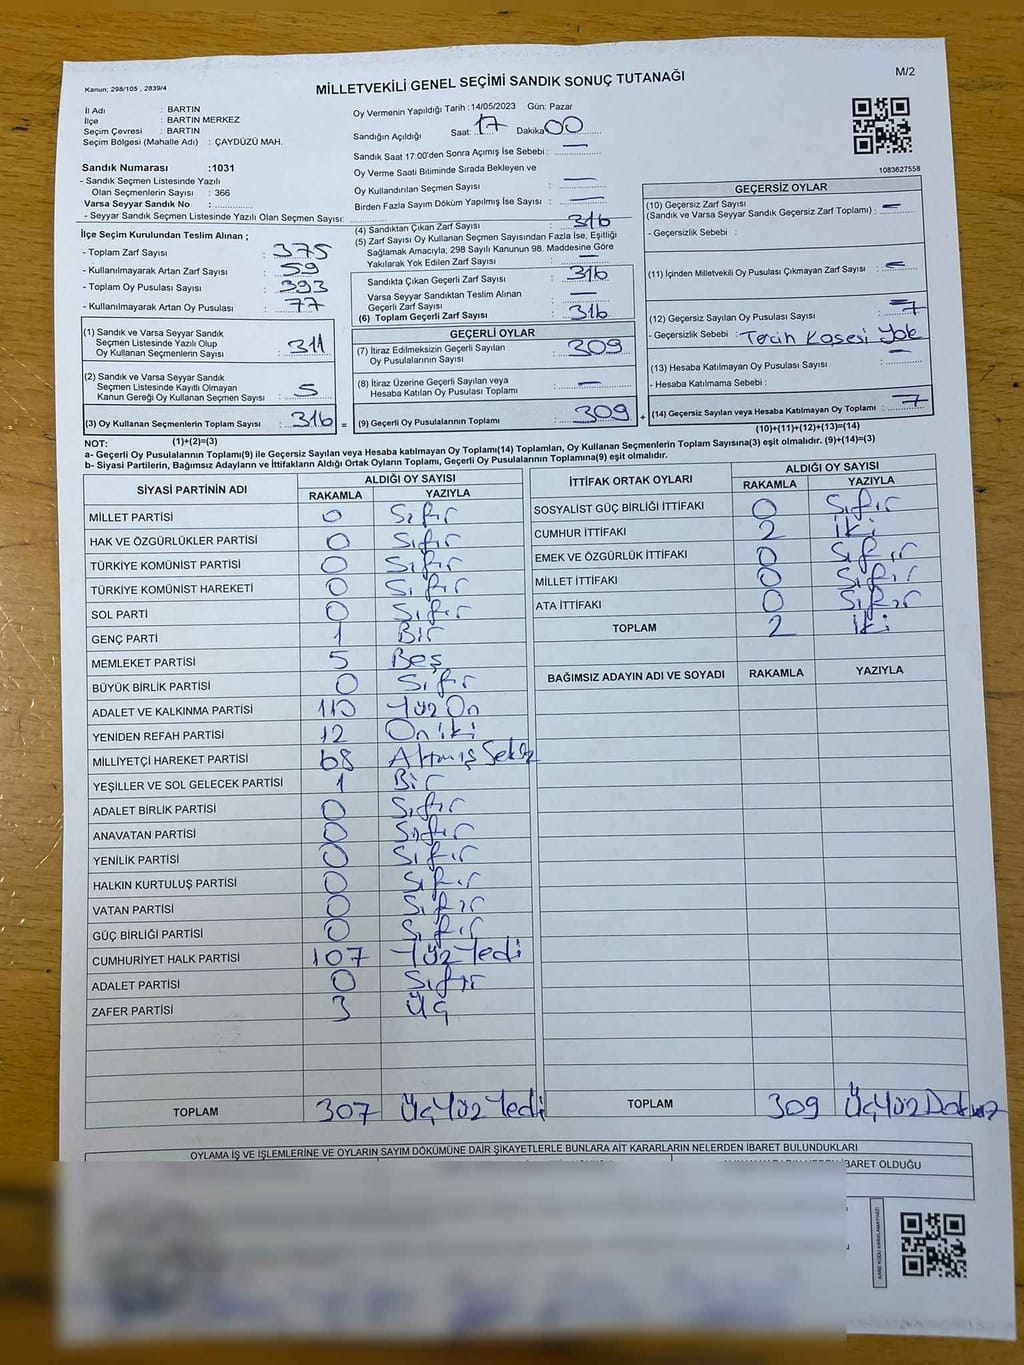 Kanun; 298/105 , 2839/4
MİLLETVEKİLİ GENEL SEÇİMİ SANDIK SONUÇ TUTANAĞI
M/2
İl Adı : BARTIN
İlçe : BARTIN MERKEZ
Seçim Çevresi : BARTIN
Seçim Bölgesi (Mahalle Adı) : ÇAYDÜZÜ MAH.
Sandık Numarası :1031
- Sandık Seçmen Listesinde Yazılı
Olan Seçmenlerin Sayısı : 366
Varsa Seyyar Sandık No :
- Seyyar Sandık Seçmen Listesinde Yazılı Olan Seçmen Sayısı:
Oy Vermenin Yapıldığı Tarih :14/05/2023 Gün: Pazar
Sandığın Açıldığı Saat: 17 Dakika 00
Sandık Saat 17:00'den Sonra Açımış İse Sebebi : —
Oy Verme Saati Bitiminde Sırada Bekleyen ve
Oy Kullandırılan Seçmen Sayısı —
Birden Fazla Sayım Döküm Yapılmış İse Sayısı : —
1083627558
İlçe Seçim Kurulundan Teslim Alınan ;
- Toplam Zarf Sayısı : 375
- Kullanılmayarak Artan Zarf Sayısı : 59
- Toplam Oy Pusulası Sayısı : 393
- Kullanılmayarak Artan Oy Pusulası : 77
(1) Sandık ve Varsa Seyyar Sandık
Seçmen Listesinde Yazılı Olup
Oy Kullanan Seçmenlerin Sayısı : 311
(2) Sandık ve Varsa Seyyar Sandık
Seçmen Listesinde Kayıtlı Olmayan
Kanun Gereği Oy Kullanan Seçmen Sayısı : 5
(3) Oy Kullanan Seçmenlerin Toplam Sayısı : 316 =
(4) Sandıktan Çıkan Zarf Sayısı : 316
(5) Zarf Sayısı Oy Kullanan Seçmen Sayısından Fazla İse, Eşitliği
Sağlamak Amacıyla; 298 Sayılı Kanunun 98. Maddesine Göre
Yakılarak Yok Edilen Zarf Sayısı : —
Sandıkta Çıkan Geçerli Zarf Sayısı : 316
Varsa Seyyar Sandıktan Teslim Alınan
Geçerli Zarf Sayısı : —
(6) Toplam Geçerli Zarf Sayısı : 316
GEÇERLİ OYLAR
(7) İtiraz Edilmeksizin Geçerli Sayılan
Oy Pusulalarının Sayısı : 309
(8) İtiraz Üzerine Geçerli Sayılan veya
Hesaba Katılan Oy Pusulası Sayısı : —
(9) Geçerli Oy Pusulalarının Toplamı : 309 +
GEÇERSİZ OYLAR
(10) Geçersiz Zarf Sayısı
(Sandık ve Varsa Seyyar Sandık Geçersiz Zarf Toplamı) : —
- Geçersizlik Sebebi :
(11) İçinden Milletvekili Oy Pusulası Çıkmayan Zarf Sayısı : —
(12) Geçersiz Sayılan Oy Pusulası Sayısı : 7
- Geçersizlik Sebebi : Tercih Kasesi Yok
(13) Hesaba Katılmayan Oy Pusulası Sayısı : —
- Hesaba Katılmama Sebebi :
(14) Geçersiz Sayılan veya Hesaba Katılmayan Oy Toplamı : 7
(1)+(2)=(3)
(10)+(11)+(12)+(13)=(14)
NOT:
a- Geçerli Oy Pusulalarının Toplamı(9) ile Geçersiz Sayılan veya Hesaba katılmayan Oy Toplamı(14) Toplamları, Oy Kullanan Seçmenlerin Toplam Sayısına(3) eşit olmalıdır. (9)+(14)=(3)
b- Siyasi Partilerin, Bağımsız Adayların ve İttifakların Aldığı Ortak Oyların Toplamı, Geçerli Oy Pusulalarının Toplamına(9) eşit olmalıdır.
SİYASİ PARTİNİN ADI ALDIĞI OY SAYISI
RAKAMLA YAZIYLA
MİLLET PARTİSİ 0 Sıfır
HAK VE ÖZGÜRLÜKLER PARTİSİ 0 Sıfır
TÜRKİYE KOMÜNİST PARTİSİ 0 Sıfır
TÜRKİYE KOMÜNİST HAREKETİ 0 Sıfır
SOL PARTİ 0 Sıfır
GENÇ PARTİ 1 Bir
MEMLEKET PARTİSİ 5 Beş
BÜYÜK BİRLİK PARTİSİ 0 Sıfır
ADALET VE KALKINMA PARTİSİ 110 Yüz On
YENİDEN REFAH PARTİSİ 12 On iki
MİLLİYETÇİ HAREKET PARTİSİ 68 Altmış Sekiz
YEŞİLLER VE SOL GELECEK PARTİSİ 1 Bir
ADALET BİRLİK PARTİSİ 0 Sıfır
ANAVATAN PARTİSİ 0 Sıfır
YENİLİK PARTİSİ 0 Sıfır
HALKIN KURTULUŞ PARTİSİ 0 Sıfır
VATAN PARTİSİ 0 Sıfır
GÜÇ BİRLİĞİ PARTİSİ 0 Sıfır
CUMHURİYET HALK PARTİSİ 107 Yüz Yedi
ADALET PARTİSİ 0 Sıfır
ZAFER PARTİSİ 3 Üç
TOPLAM 307 Üçyüz Yedi
İTTİFAK ORTAK OYLARI ALDIĞI OY SAYISI
RAKAMLA YAZIYLA
SOSYALİST GÜÇ BİRLİĞİ İTTİFAKI 0 Sıfır
CUMHUR İTTİFAKI 2 İki
EMEK VE ÖZGÜRLÜK İTTİFAKI 0 Sıfır
MİLLET İTTİFAKI 0 Sıfır
ATA İTTİFAKI 0 Sıfır
TOPLAM 2 İki
BAĞIMSIZ ADAYIN ADI VE SOYADI RAKAMLA YAZIYLA
TOPLAM 309 Üçyüz Dokuz
OYLAMA İŞ VE İŞLEMLERİNE VE OYLARIN SAYIM DÖKÜMÜNE DAİR ŞİKAYETLERLE BUNLARA AİT KARARLARIN NELERDEN İBARET BULUNDUKLARI
İBARET OLDUĞU